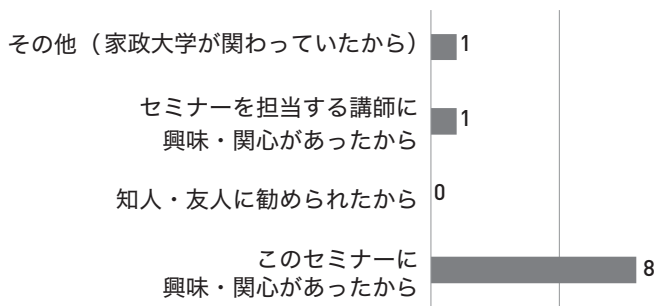 その他（家政大学が関わっていたから） 1
セミナーを担当する講師に
興味・関心があったから 1
知人・友人に勧められたから 0
このセミナーに
興味・関心があったから 8